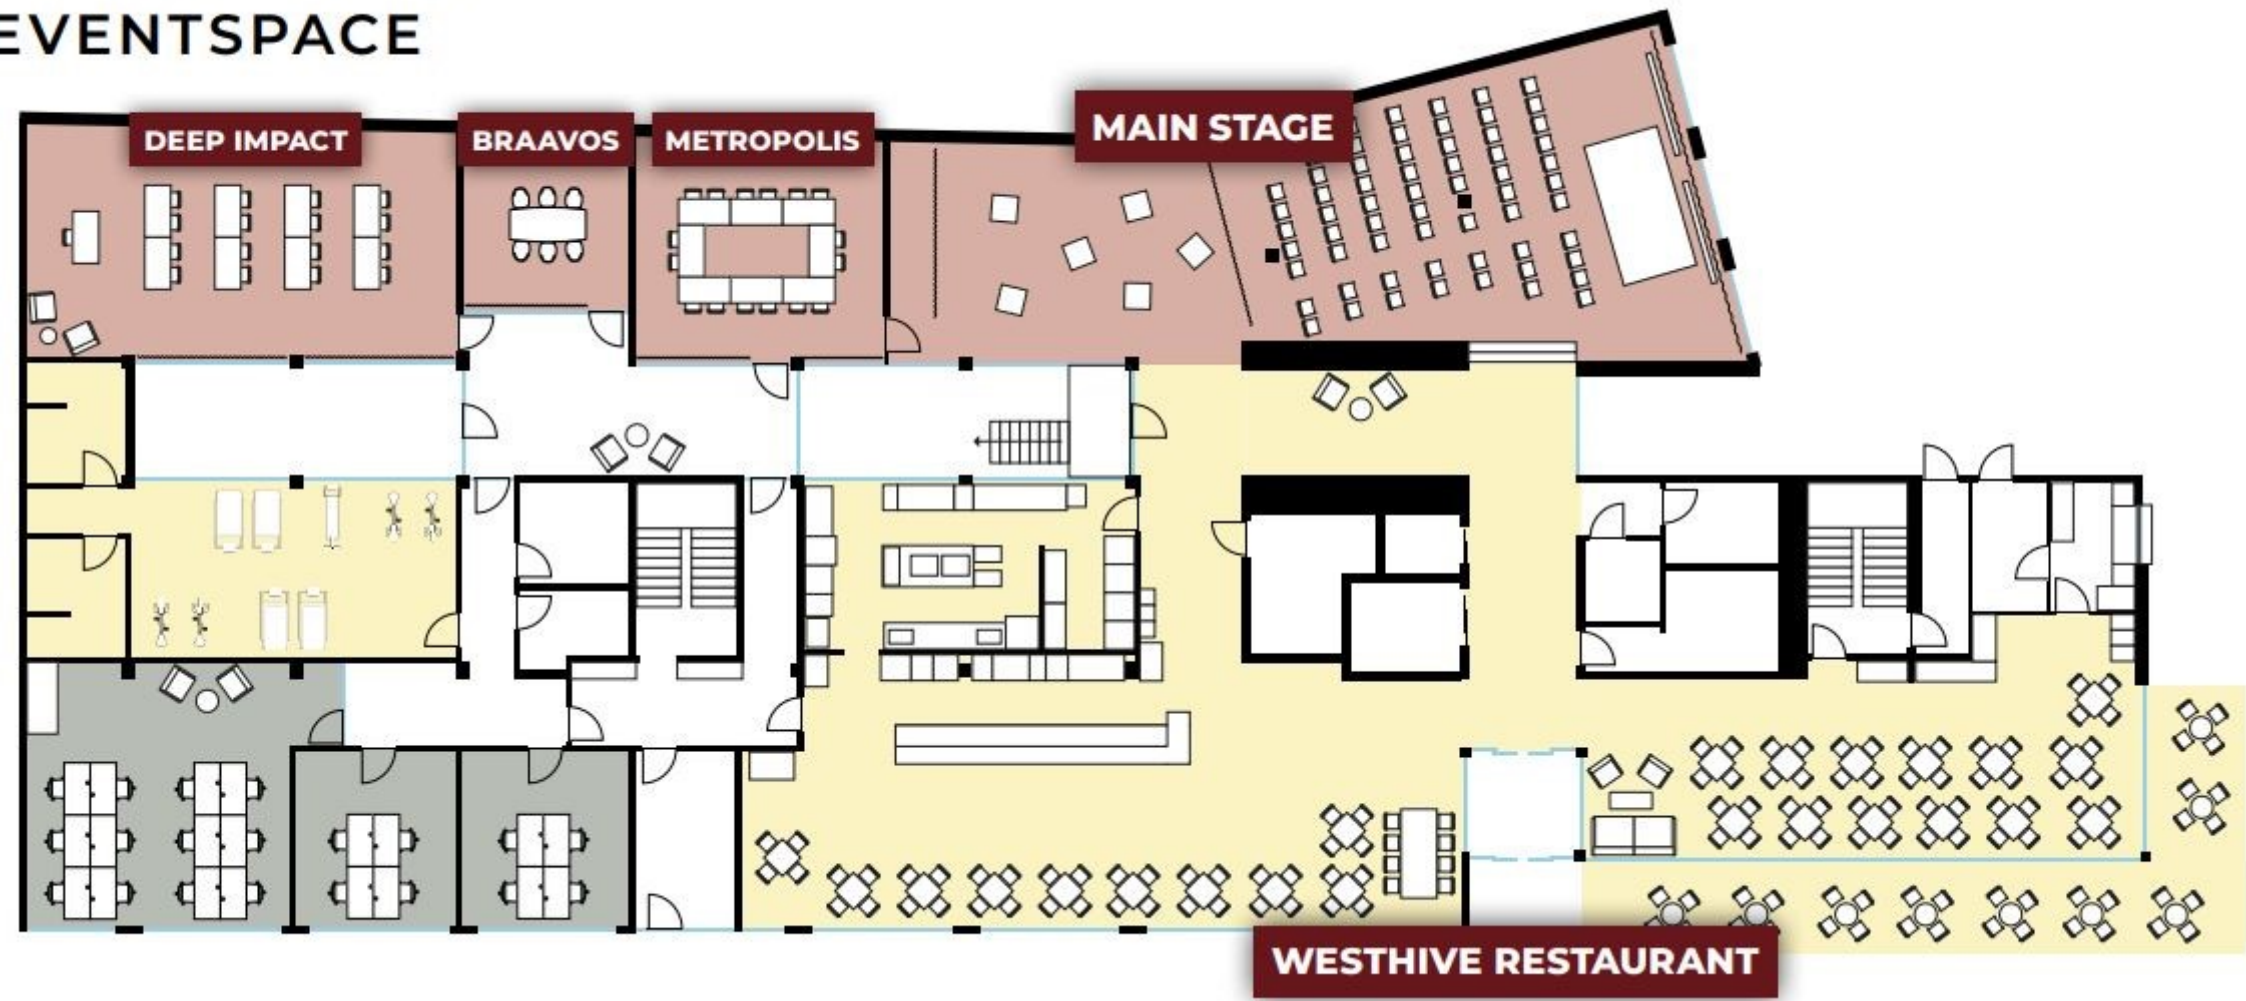 EVENTSPACE
DEEP IMPACT
BRAAVOS
METROPOLIS
MAIN STAGE
WESTHIVE RESTAURANT